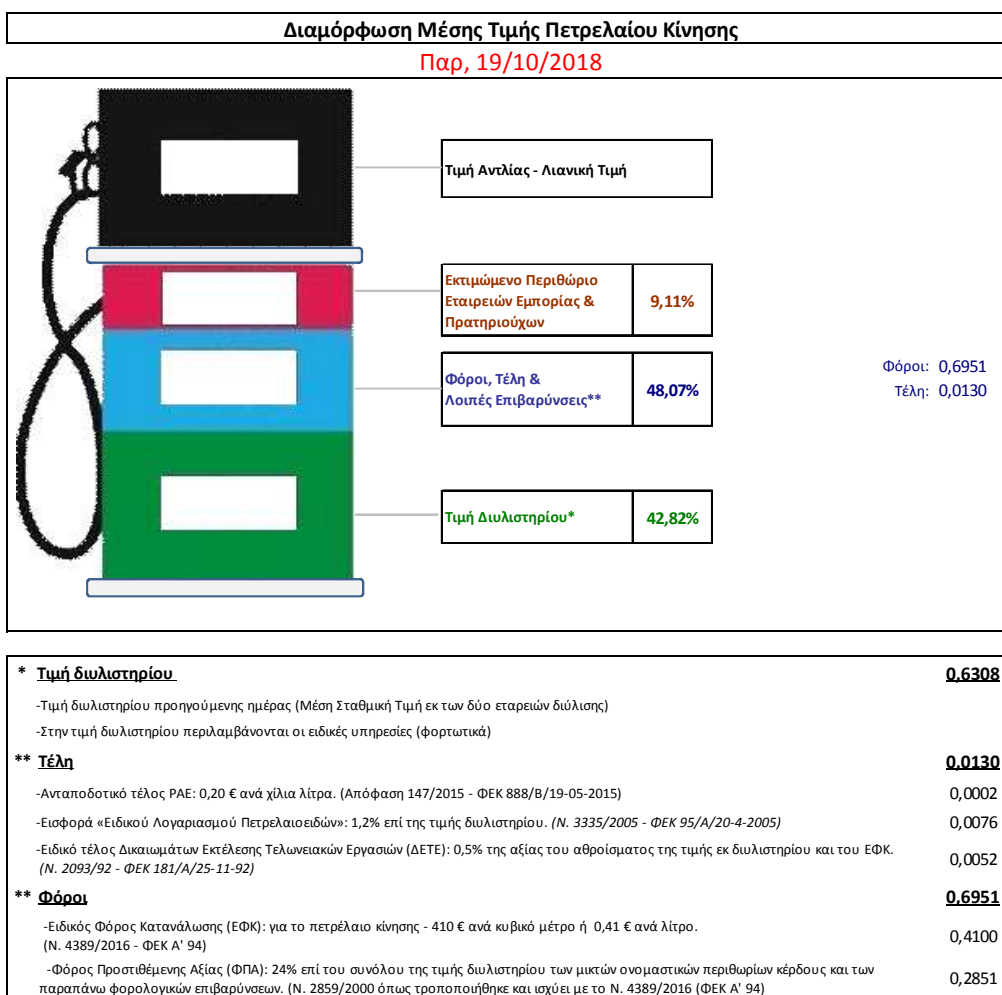 Διαμόρφωση Μέσης Τιμής Πετρελαίου Κίνησης
Παρ, 19/10/2018
Τιμή Αντλίας - Λιανική Τιμή
Εκτιμώμενο Περιθώριο
Εταιρειών Εμπορίας &
Πρατηριούχων
9,11%
Φόροι, Τέλη &
Λοιπές Επιβαρύνσεις**
48,07%
Φόροι: 0,6951
Τέλη: 0,0130
Τιμή Διυλιστηρίου*
42,82%
* Τιμή διυλιστηρίου 0,6308
-Τιμή διυλιστηρίου προηγούμενης ημέρας (Μέση Σταθμική Τιμή εκ των δύο εταρειών διύλισης)
-Στην τιμή διυλιστηρίου περιλαμβάνονται οι ειδικές υπηρεσίες (φορτωτικά)
** Τέλη 0,0130
-Ανταποδοτικό τέλος ΡΑΕ: 0,20 € ανά χίλια λίτρα. (Απόφαση 147/2015 - ΦΕΚ 888/Β/19-05-2015) 0,0002
-Εισφορά «Ειδικού Λογαριασμού Πετρελαιοειδών»: 1,2% επί της τιμής διυλιστηρίου. (Ν. 3335/2005 - ΦΕΚ 95/Α/20-4-2005) 0,0076
-Ειδικό τέλος Δικαιωμάτων Εκτέλεσης Τελωνειακών Εργασιών (ΔΕΤΕ): 0,5% της αξίας του αθροίσματος της τιμής εκ διυλιστηρίου και του ΕΦΚ.
(Ν. 2093/92 - ΦΕΚ 181/Α/25-11-92) 0,0052
** Φόροι 0,6951
-Ειδικός Φόρος Κατανάλωσης (ΕΦΚ): για το πετρέλαιο κίνησης - 410 € ανά κυβικό μέτρο ή 0,41 € ανά λίτρο.
(Ν. 4389/2016 - ΦΕΚ Α' 94) 0,4100
-Φόρος Προστιθέμενης Αξίας (ΦΠΑ): 24% επί του συνόλου της τιμής διυλιστηρίου των μικτών ονομαστικών περιθωρίων κέρδους και των
παραπάνω φορολογικών επιβαρύνσεων. (Ν. 2859/2000 όπως τροποποιήθηκε και ισχύει με το Ν. 4389/2016 (ΦΕΚ Α' 94) 0,2851